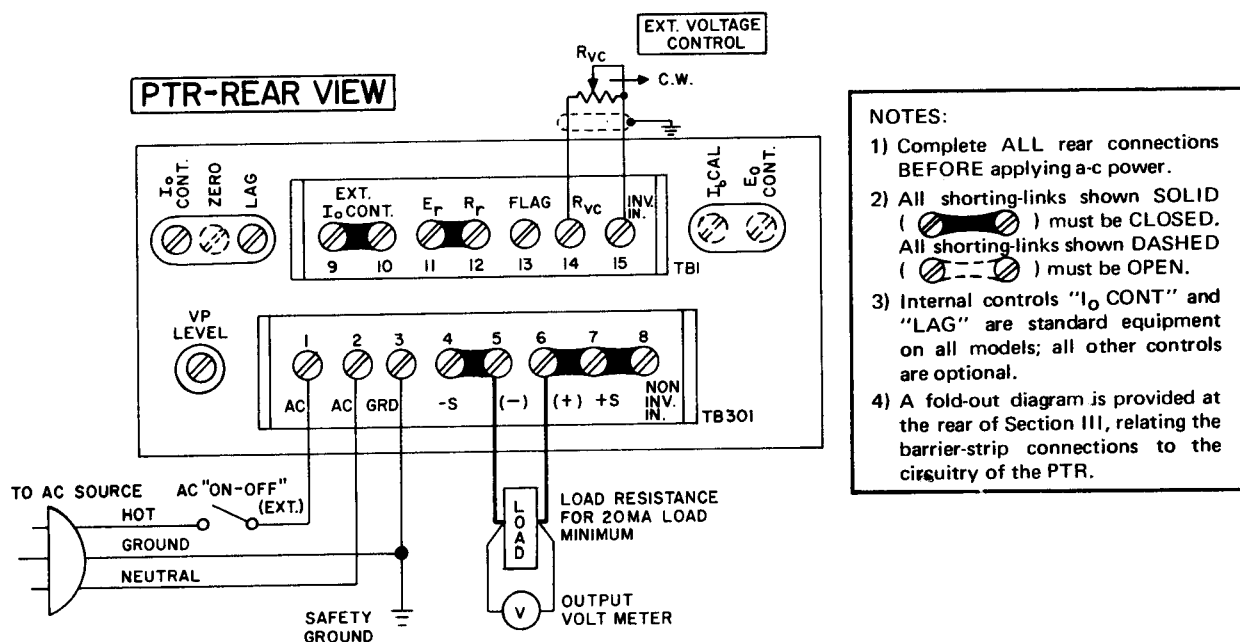 EXT. VOLTAGE
CONTROL
RVC
C.W.
PTR-REAR VIEW
Io CONT.
ZERO
LAG
EXT.
Io CONT.
Er
Rr
FLAG
RVC
INV.
IN.
IoCAL
Eo CONT.
9 10 11 12 13 14 15
TB1
VP
LEVEL
1 2 3 4 5 6 7 8
AC AC GRD -S (-) (+) +S
NON
INV.
IN.
TB301
TO AC SOURCE
AC "ON-OFF"
(EXT.)
HOT
GROUND
NEUTRAL
SAFETY
GROUND
LOAD
LOAD RESISTANCE
FOR 20MA LOAD
MINIMUM
V
OUTPUT
VOLT METER
NOTES:
1) Complete ALL rear connections
BEFORE applying a-c power.
2) All shorting-links shown SOLID
( ) must be CLOSED.
All shorting-links shown DASHED
( ) must be OPEN.
3) Internal controls "Io CONT" and
"LAG" are standard equipment
on all models; all other controls
are optional.
4) A fold-out diagram is provided at
the rear of Section III, relating the
barrier-strip connections to the
circuitry of the PTR.